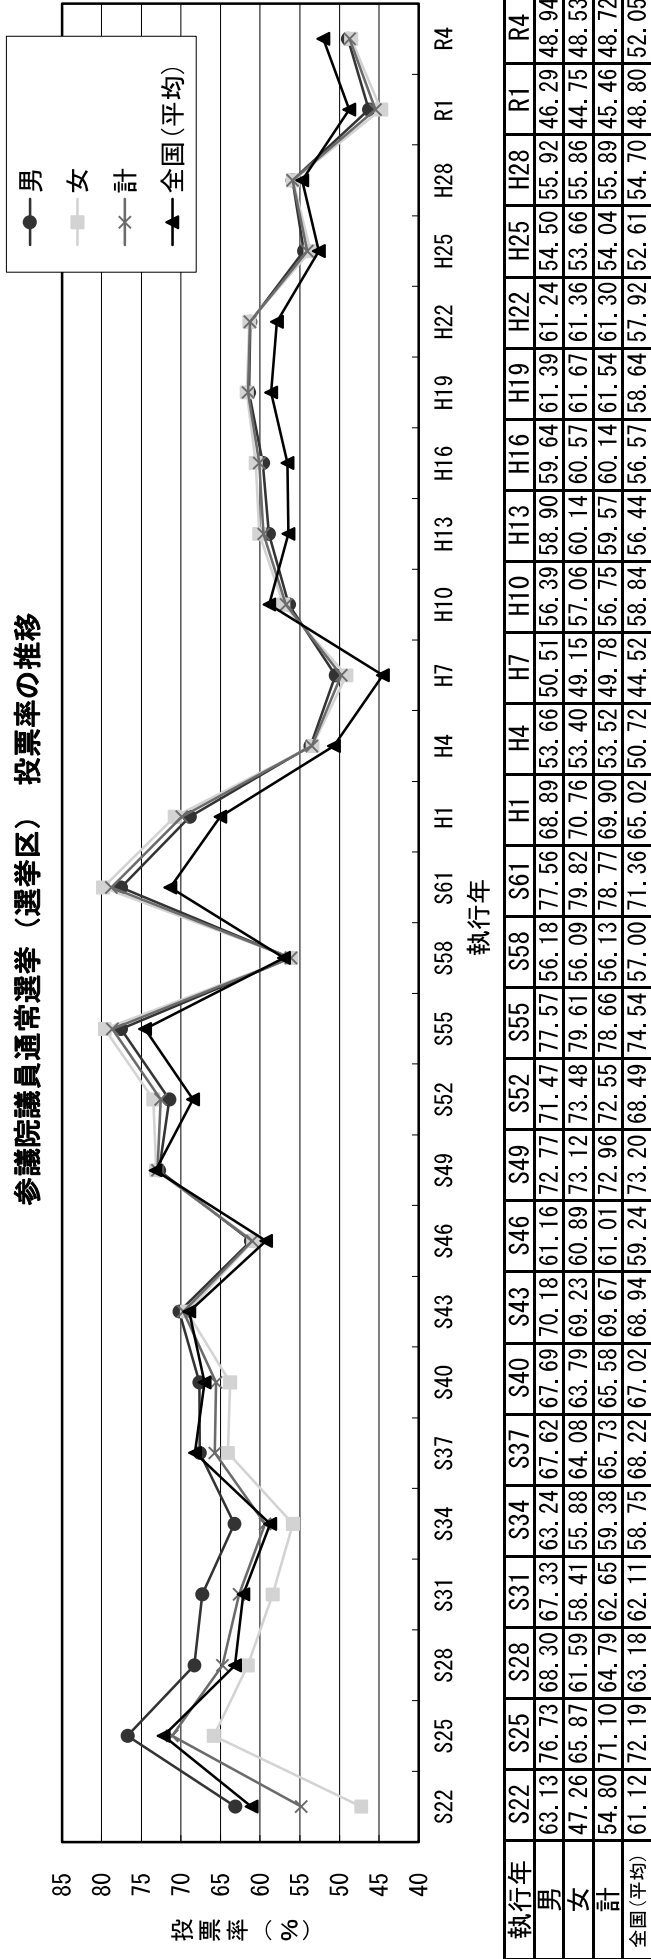 参議院議員通常選挙（選挙区）　投票率の推移
男
女
計
全国(平均)
投票率（％）
85
80
75
70
65
60
55
50
45
40
S22 S25 S28 S31 S34 S37 S40 S43 S46 S49 S52 S55 S58 S61 H1 H4 H7 H10 H13 H16 H19 H22 H25 H28 R1 R4
執行年
執行年 S22 S25 S28 S31 S34 S37 S40 S43 S46 S49 S52 S55 S58 S61 H1 H4 H7 H10 H13 H16 H19 H22 H25 H28 R1 R4
男 63.13 76.73 68.30 67.33 63.24 67.62 67.69 70.18 61.16 72.77 71.47 77.57 56.18 77.56 68.89 53.66 50.51 56.39 58.90 59.64 61.39 61.24 54.50 55.92 46.29 48.94
女 47.26 65.87 61.59 58.41 55.88 64.08 63.79 69.23 60.89 73.12 73.48 79.61 56.09 79.82 70.76 53.40 49.15 57.06 60.14 60.57 61.67 61.36 53.66 55.86 44.75 48.53
計 54.80 71.10 64.79 62.65 59.38 65.73 65.58 69.67 61.01 72.96 72.55 78.66 56.13 78.77 69.90 53.52 49.78 56.75 59.57 60.14 61.54 61.30 54.04 55.89 45.46 48.72
全国(平均) 61.12 72.19 63.18 62.11 58.75 68.22 67.02 68.94 59.24 73.20 68.49 74.54 57.00 71.36 65.02 50.72 44.52 58.84 56.44 56.57 58.64 57.92 52.61 54.70 48.80 52.05